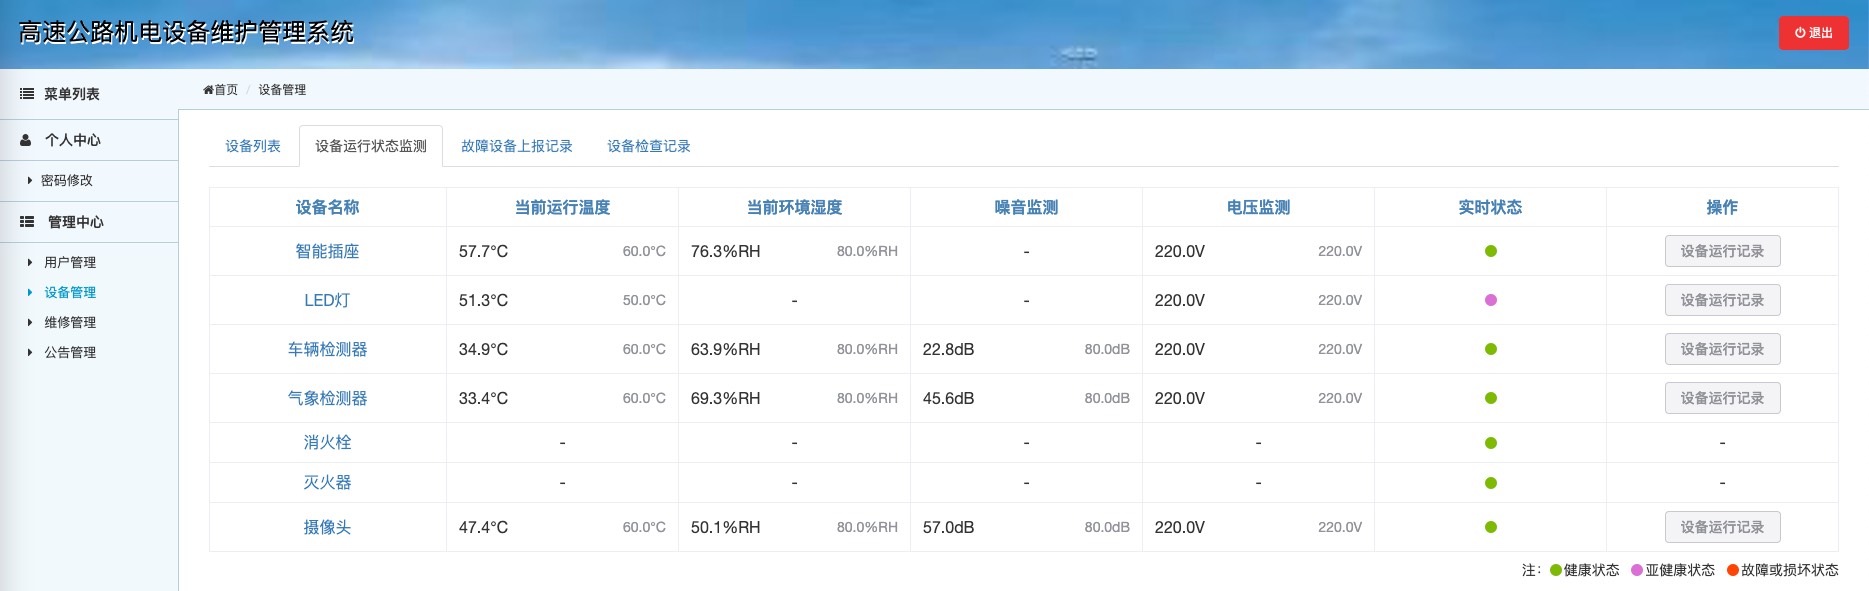 高速公路机电设备维护管理系统
退出
菜单列表
首页 / 设备管理
个人中心
密码修改
管理中心
用户管理
设备管理
维修管理
公告管理
设备列表 设备运行状态监测 故障设备上报记录 设备检查记录
设备名称 当前运行温度 当前环境湿度 噪音监测 电压监测 实时状态 操作
智能插座 57.7°C 60.0°C 76.3%RH 80.0%RH - 220.0V 220.0V 设备运行记录
LED灯 51.3°C 50.0°C - - 220.0V 220.0V 设备运行记录
车辆检测器 34.9°C 60.0°C 63.9%RH 80.0%RH 22.8dB 80.0dB 220.0V 220.0V 设备运行记录
气象检测器 33.4°C 60.0°C 69.3%RH 80.0%RH 45.6dB 80.0dB 220.0V 220.0V 设备运行记录
消火栓 - - - - -
灭火器 - - - - -
摄像头 47.4°C 60.0°C 50.1%RH 80.0%RH 57.0dB 80.0dB 220.0V 220.0V 设备运行记录
注：健康状态 亚健康状态 故障或损坏状态